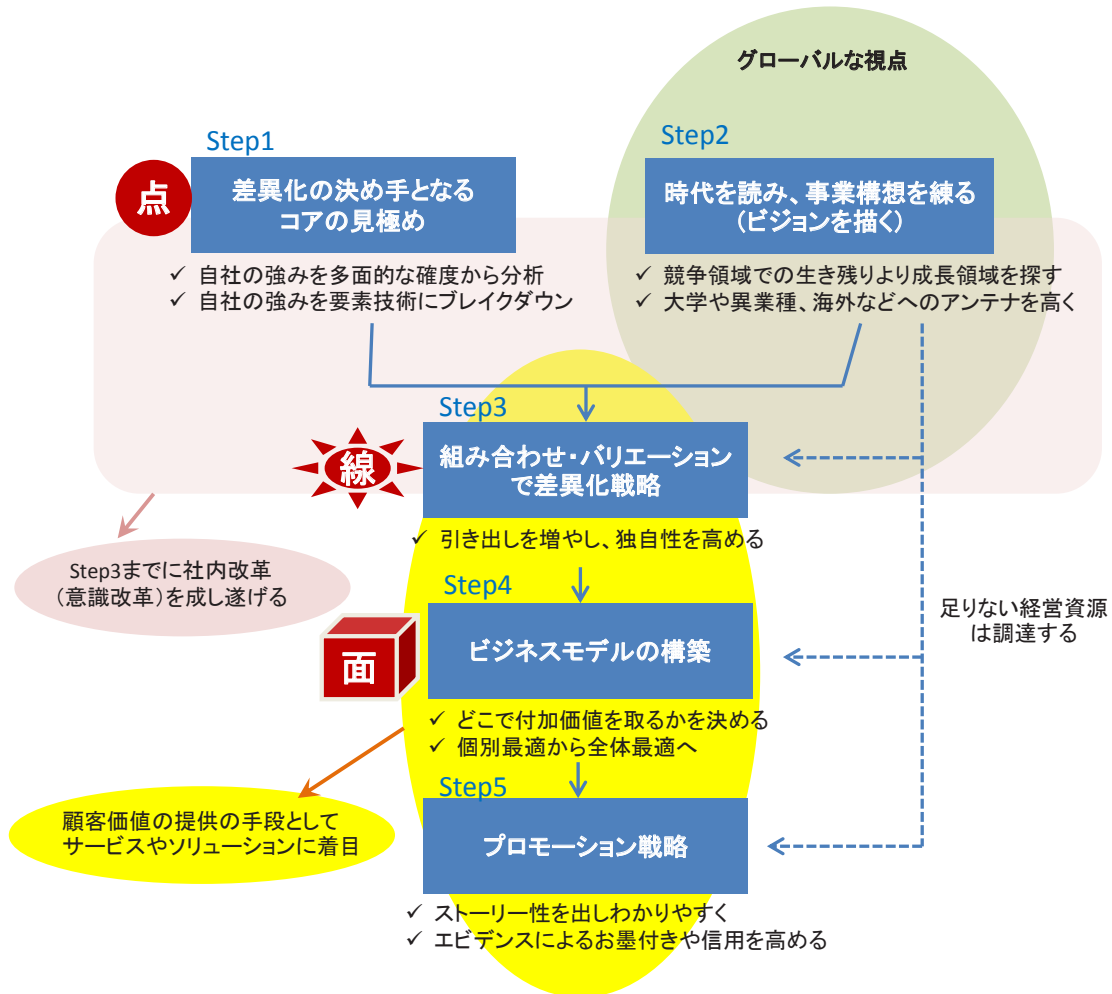 グローバルな視点
Step1
点
差異化の決め手となる
コアの見極め
✓ 自社の強みを多面的な確度から分析
✓ 自社の強みを要素技術にブレイクダウン
Step2
時代を読み、事業構想を練る
(ビジョンを描く)
✓ 競争領域での生き残りより成長領域を探す
✓ 大学や異業種、海外などへのアンテナを高く
Step3
線
組み合わせ・バリエーション
で差異化戦略
✓ 引き出しを増やし、独自性を高める
Step3までに社内改革
(意識改革)を成し遂げる
Step4
面
ビジネスモデルの構築
✓ どこで付加価値を取るかを決める
✓ 個別最適から全体最適へ
足りない経営資源
は調達する
顧客価値の提供の手段として
サービスやソリューションに着目
Step5
プロモーション戦略
✓ ストーリー性を出しわかりやすく
✓ エビデンスによるお墨付きや信用を高める